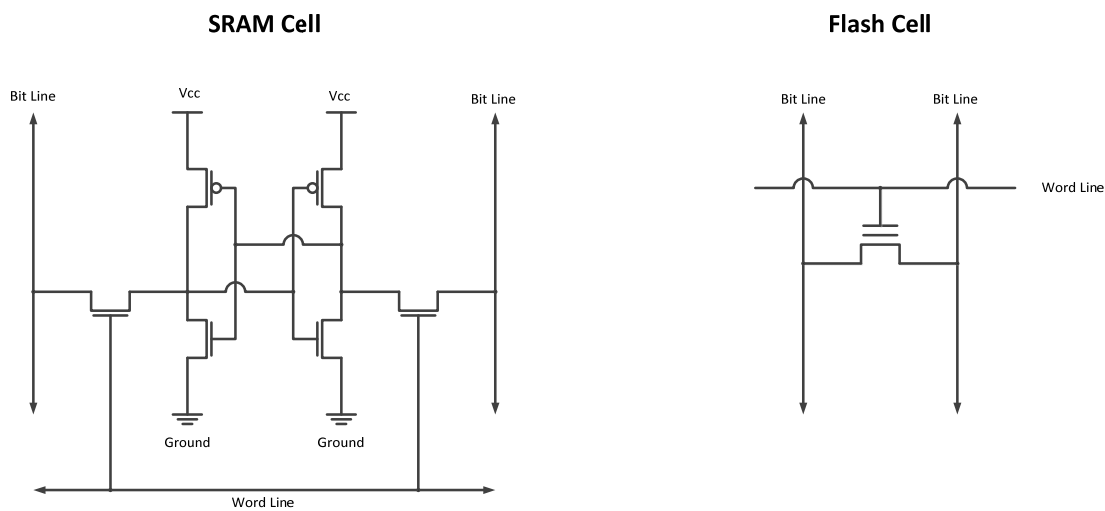 SRAM Cell
Flash Cell
Bit Line
Vcc
Vcc
Bit Line
Bit Line
Bit Line
Word Line
Ground
Ground
Word Line